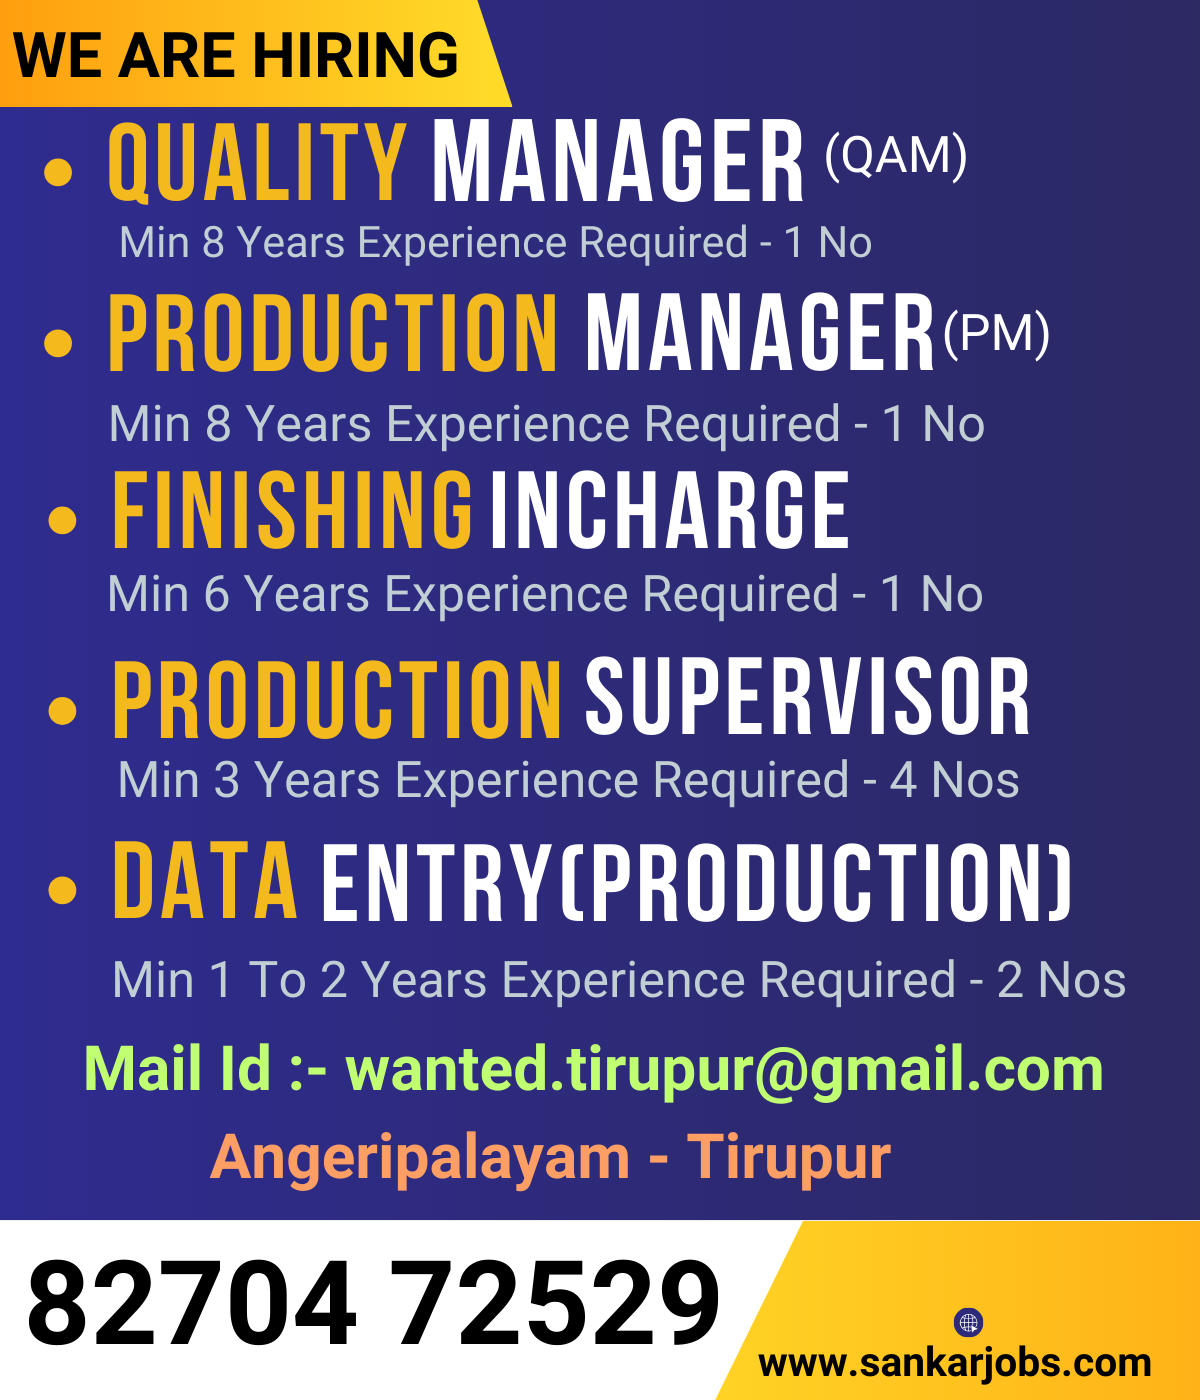 WE ARE HIRING
QUALITY MANAGER (QAM)
Min 8 Years Experience Required - 1 No
PRODUCTION MANAGER (PM)
Min 8 Years Experience Required - 1 No
FINISHING INCHARGE
Min 6 Years Experience Required - 1 No
PRODUCTION SUPERVISOR
Min 3 Years Experience Required - 4 Nos
DATA ENTRY(PRODUCTION)
Min 1 To 2 Years Experience Required - 2 Nos
Mail Id :- wanted.tirupur@gmail.com
Angeripalayam - Tirupur
82704 72529
www.sankarjobs.com